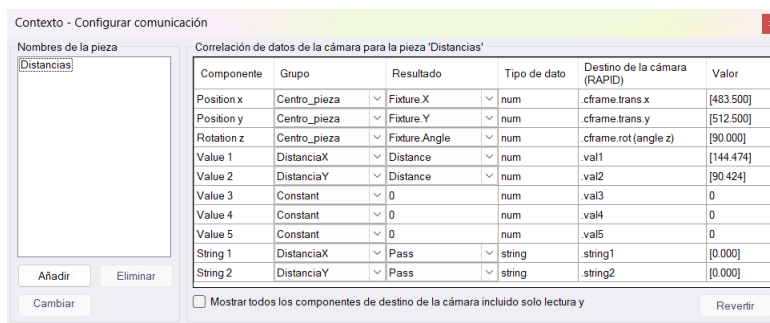 Contexto - Configurar comunicación
Nombres de la pieza
Distancias
Añadir Eliminar
Cambiar
Correlación de datos de la cámara para la pieza 'Distancias'
Componente Grupo Resultado Tipo de dato Destino de la cámara (RAPID) Valor
Position x Centro_pieza Fixture.X num .cframe.trans.x [483.500]
Position y Centro_pieza Fixture.Y num .cframe.trans.y [512.500]
Rotation z Centro_pieza Fixture.Angle num .cframe.rot (angle z) [90.000]
Value 1 DistanciaX Distance num .val1 [144.474]
Value 2 DistanciaY Distance num .val2 [90.424]
Value 3 Constant 0 num .val3 0
Value 4 Constant 0 num .val4 0
Value 5 Constant 0 num .val5 0
String 1 DistanciaX Pass string .string1 [0.000]
String 2 DistanciaY Pass string .string2 [0.000]
Mostrar todos los componentes de destino de la cámara incluido solo lectura y
Revertir